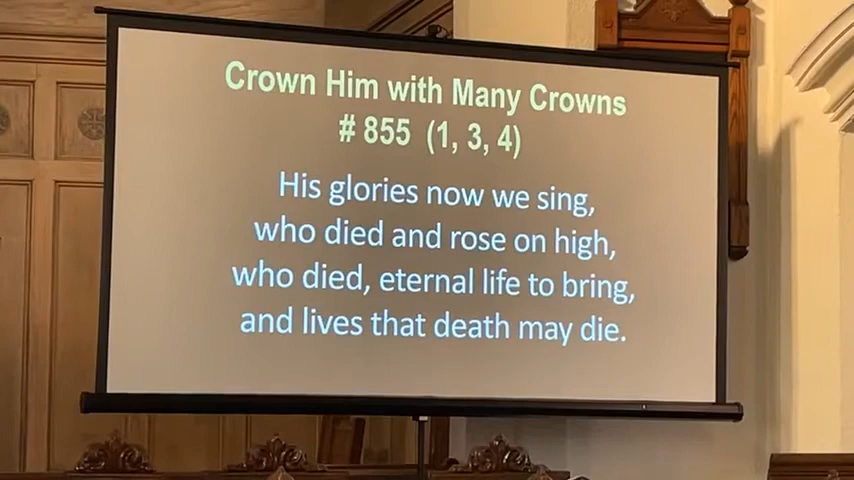 Crown Him with Many Crowns
# 855 (1, 3, 4)
His glories now we sing,
who died and rose on high,
who died, eternal life to bring,
and lives that death may die.